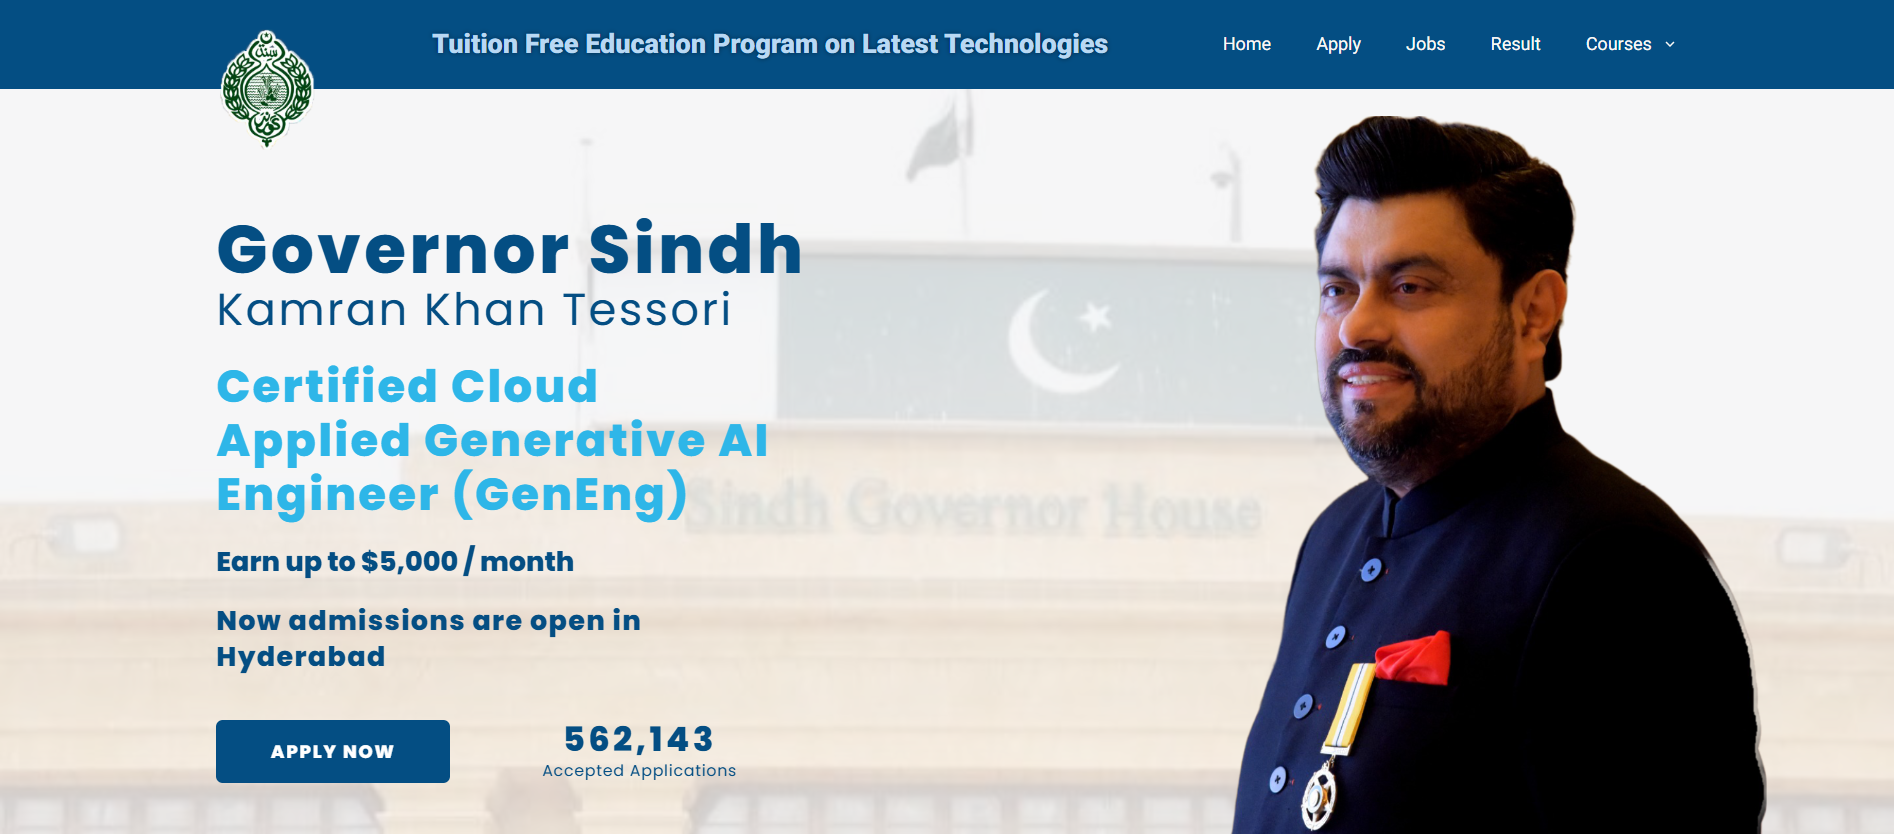 Tuition Free Education Program on Latest Technologies
Home Apply Jobs Result Courses
Governor Sindh
Kamran Khan Tessori
Certified Cloud
Applied Generative AI
Engineer (GenEng)
Sindh Governor House
Earn up to $5,000 / month
Now admissions are open in
Hyderabad
APPLY NOW
562,143
Accepted Applications